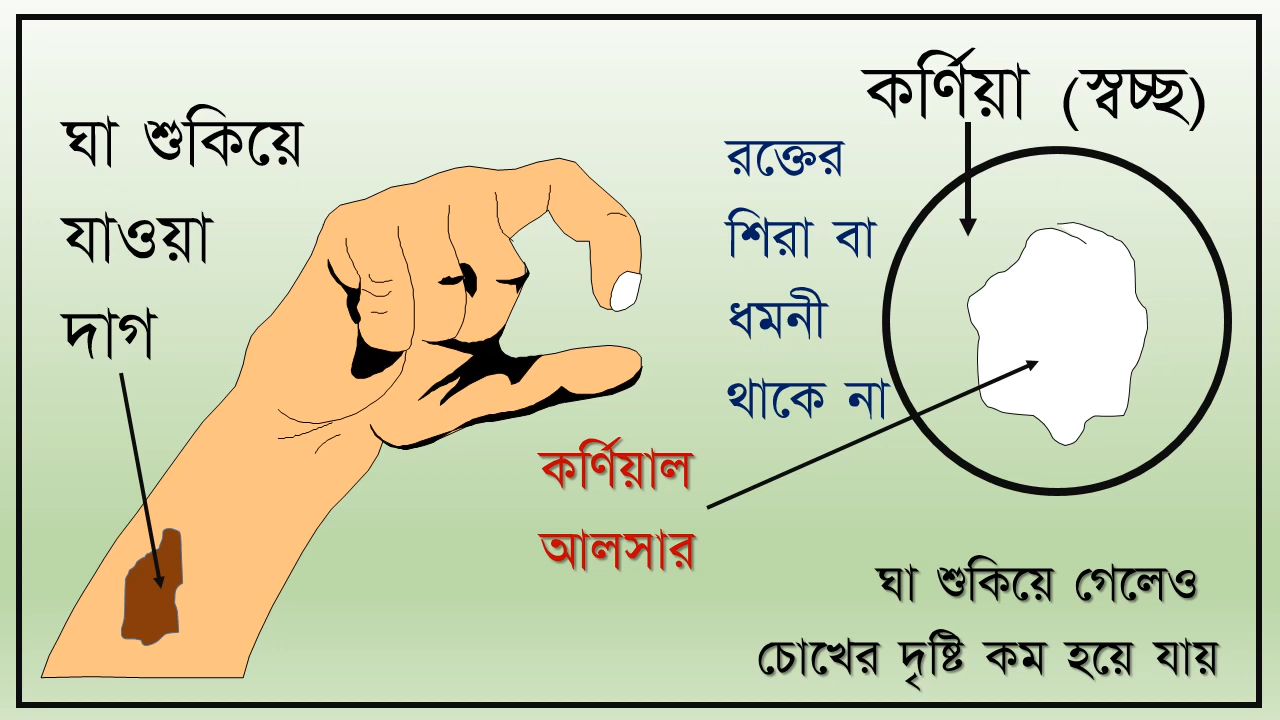 ঘা শুকিয়ে
যাওয়া
দাগ
কর্ণিয়া (স্বচ্ছ)
রক্তের
শিরা বা
ধমনী
থাকে না
কর্ণিয়াল
আলসার
ঘা শুকিয়ে গেলেও
চোখের দৃষ্টি কম হয়ে যায়